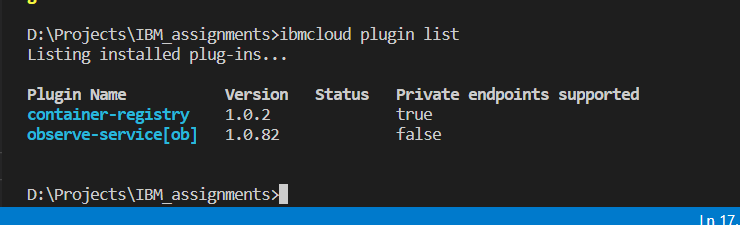 D:\Projects\IBM_assignments>ibmcloud plugin list
Listing installed plug-ins...
Plugin Name Version Status Private endpoints supported
container-registry 1.0.2 true
observe-service[ob] 1.0.82 false
D:\Projects\IBM_assignments>
Ln 17,